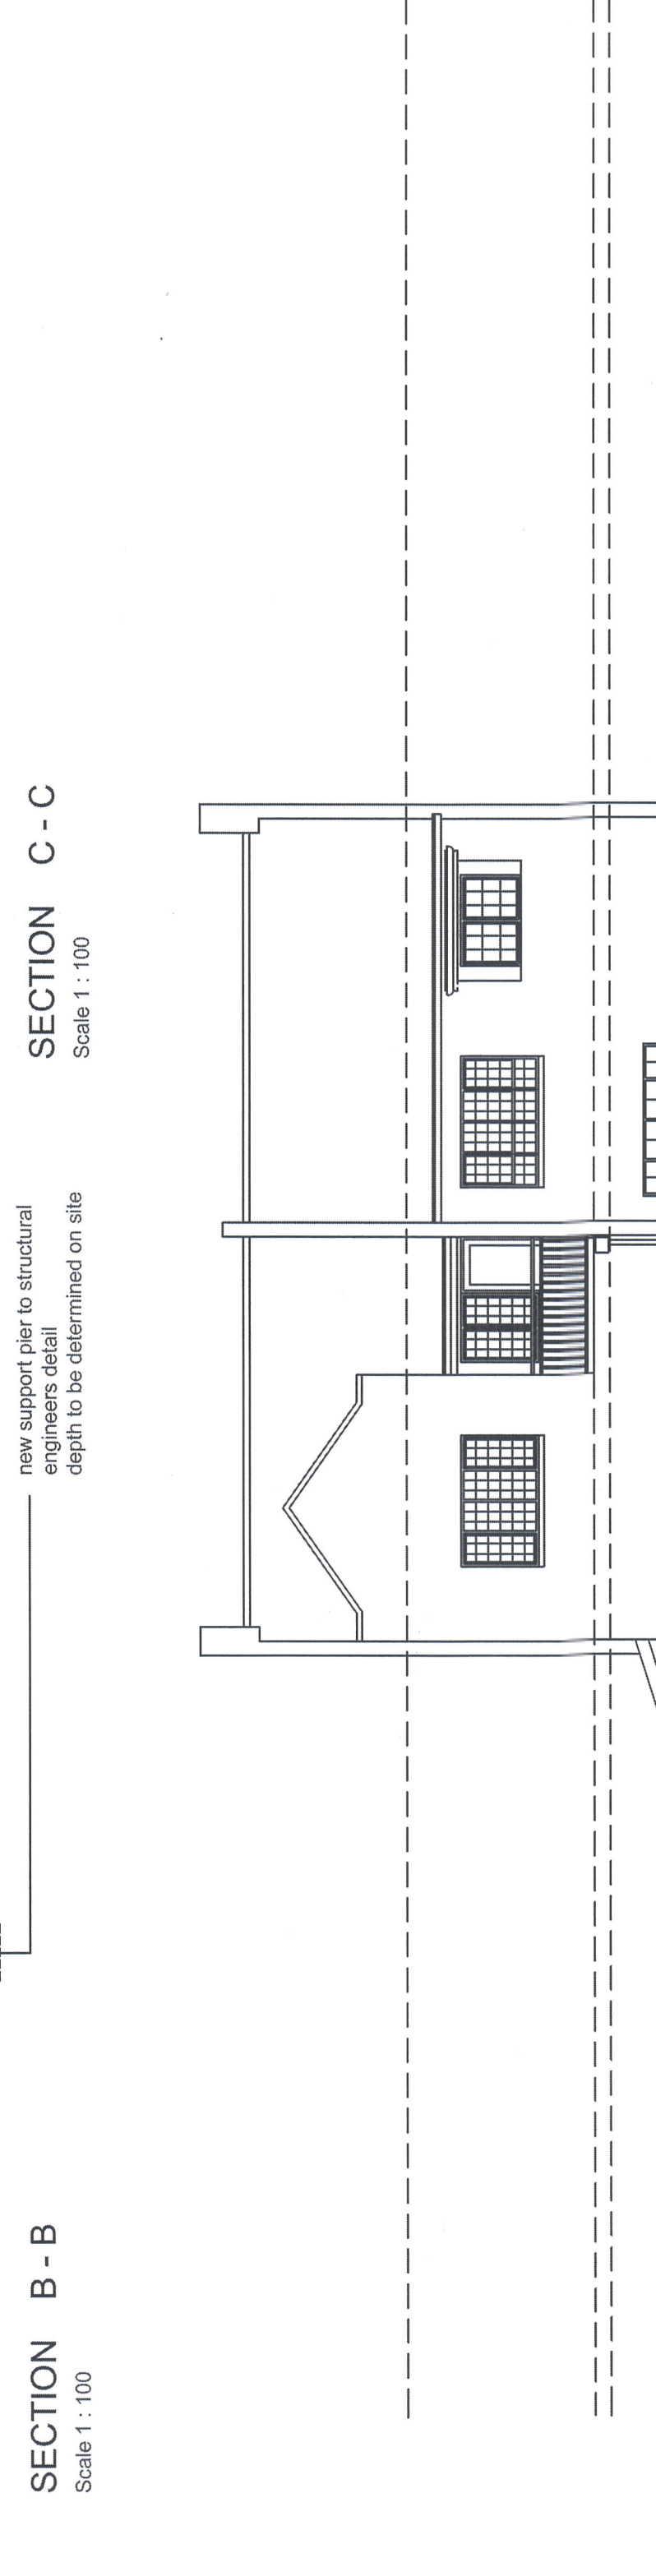 SECTION B - B
Scale 1 : 100
new support pier to structural
engineers detail
depth to be determined on site
SECTION C - C
Scale 1 : 100